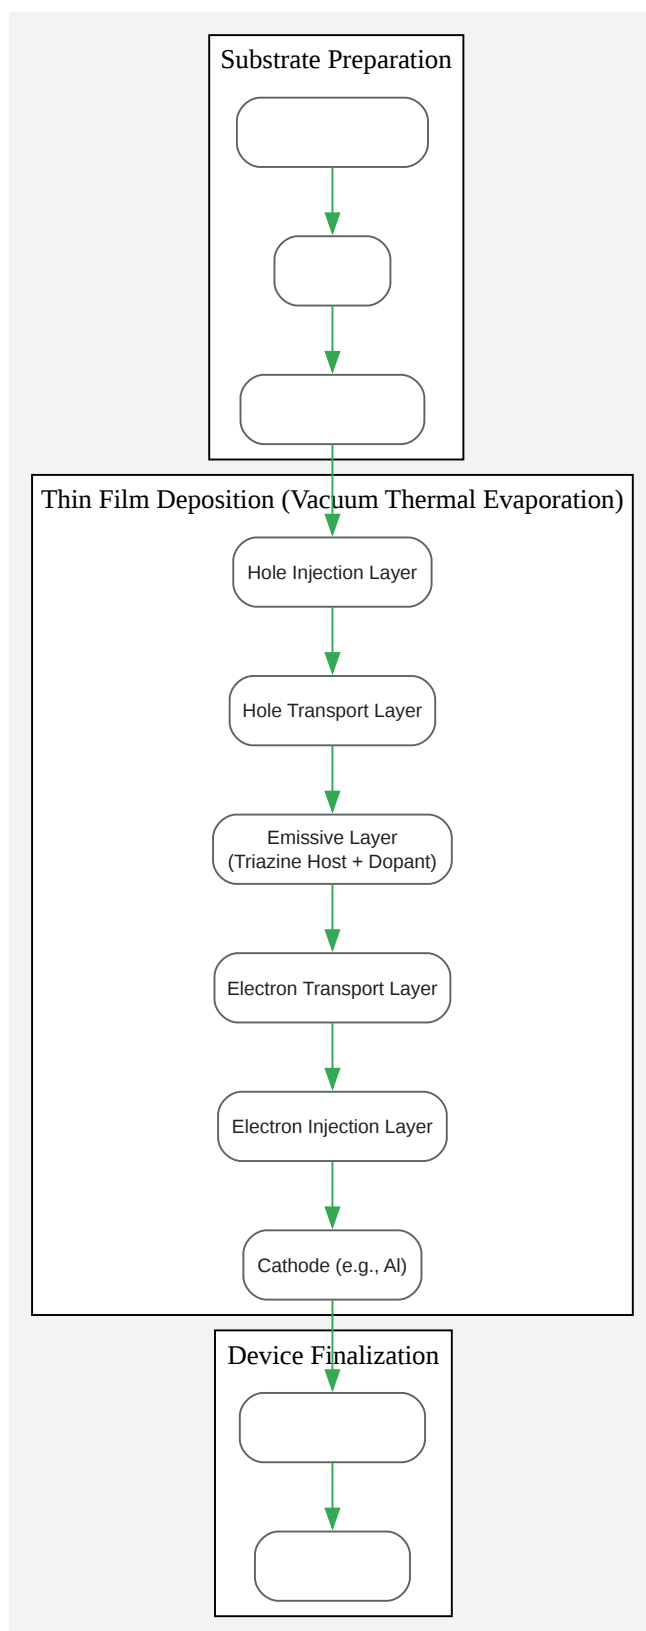 Substrate Preparation
Thin Film Deposition (Vacuum Thermal Evaporation)
Hole Injection Layer
Hole Transport Layer
Emissive Layer
(Triazine Host + Dopant)
Electron Transport Layer
Electron Injection Layer
Cathode (e.g., Al)
Device Finalization